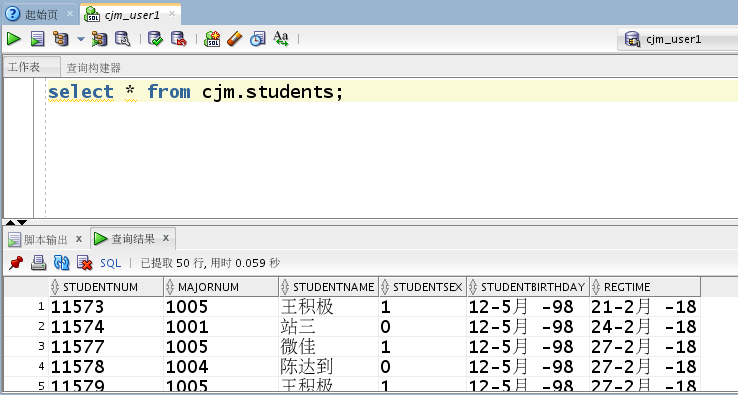 起始页 cjm_user1
cjm_user1
工作表 查询构建器
select * from cjm.students;
脚本输出 x 查询结果 x
SQL | 已提取 50 行, 用时 0.059 秒
STUDENTNUM MAJORNUM STUDENTNAME STUDENTSEX STUDENTBIRTHDAY REGTIME
1 11573 1005 王积极 1 12-5月 -98 21-2月 -18
2 11574 1001 站三 0 12-5月 -98 24-2月 -18
3 11577 1005 微佳 1 12-5月 -98 27-2月 -18
4 11578 1004 陈达到 0 12-5月 -98 27-2月 -18
5 11579 1005 王积极 1 12-5月 -98 27-2月 -18